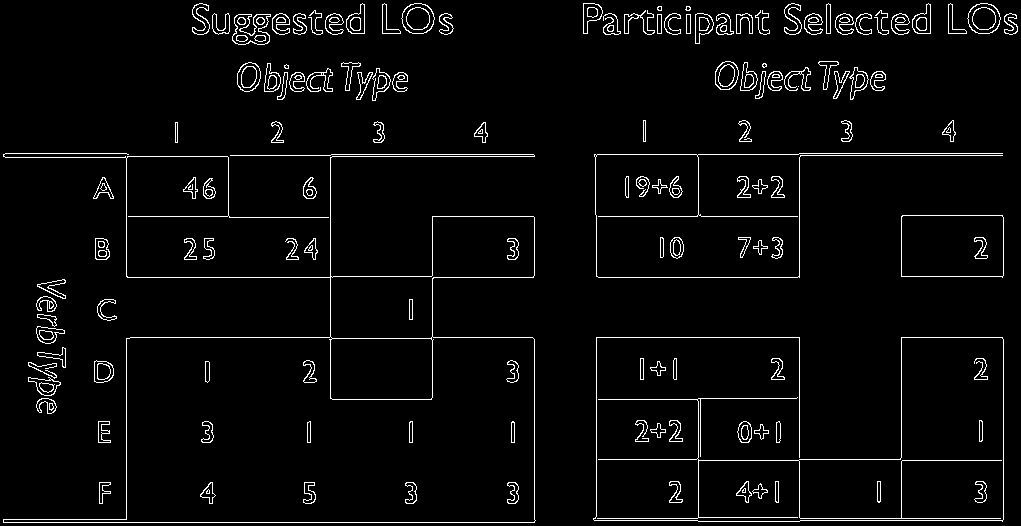 Suggested LOs Participant Selected LOs
Object Type Object Type
1 2 3 4 1 2 3 4
A 46 6 19+6 2+2
B 25 24 3 10 7+3 2
C 1
D 1 2 3 1+1 2 2
E 3 1 1 1 2+2 0+1 1
F 4 5 3 3 2 4+1 1 3
Verb Type